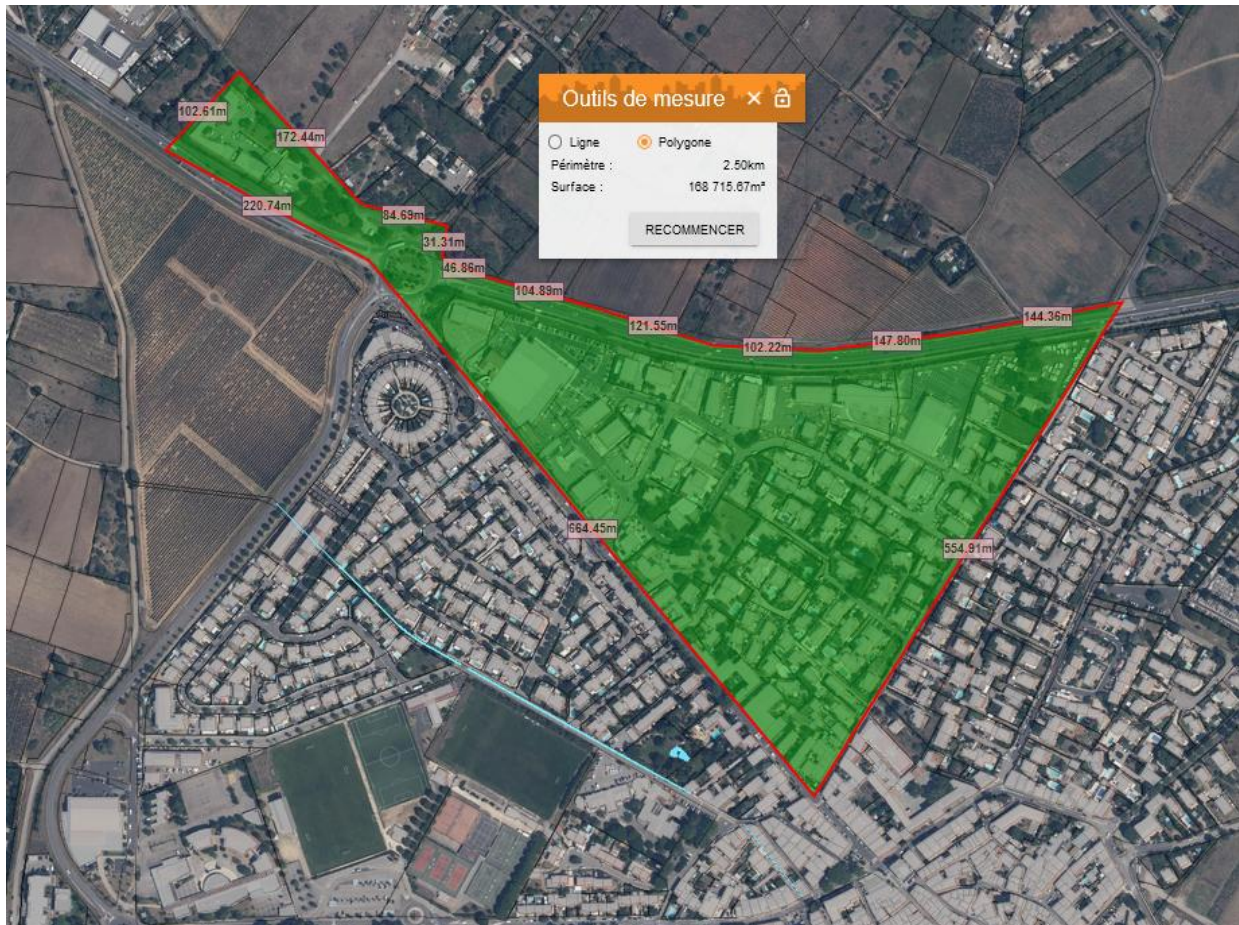 Outils de mesure
Ligne
Polygone
Périmètre :
2.50km
Surface :
168 715.67m²
RECOMMENCER
102.61m
172.44m
220.74m
84.69m
31.31m
46.86m
104.89m
121.55m
102.22m
147.80m
144.36m
664.45m
554.91m